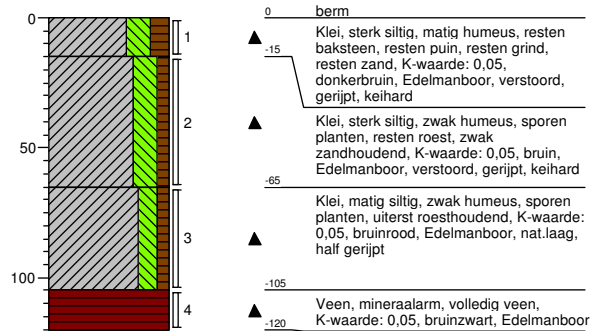 0
50
100
1
2
3
4
0 berm
Klei, sterk siltig, matig humeus, resten
baksteen, resten puin, resten grind,
resten zand, K-waarde: 0,05,
donkerbruin, Edelmanboor, verstoord,
gerijpt, keihard
-15
Klei, sterk siltig, zwak humeus, sporen
planten, resten roest, zwak
zandhoudend, K-waarde: 0,05, bruin,
Edelmanboor, verstoord, gerijpt, keihard
-65
Klei, matig siltig, zwak humeus, sporen
planten, uiterst roesthoudend, K-waarde:
0,05, bruinrood, Edelmanboor, nat.laag,
half gerijpt
-105
Veen, mineraalarm, volledig veen,
K-waarde: 0,05, bruinzwart, Edelmanboor
-120